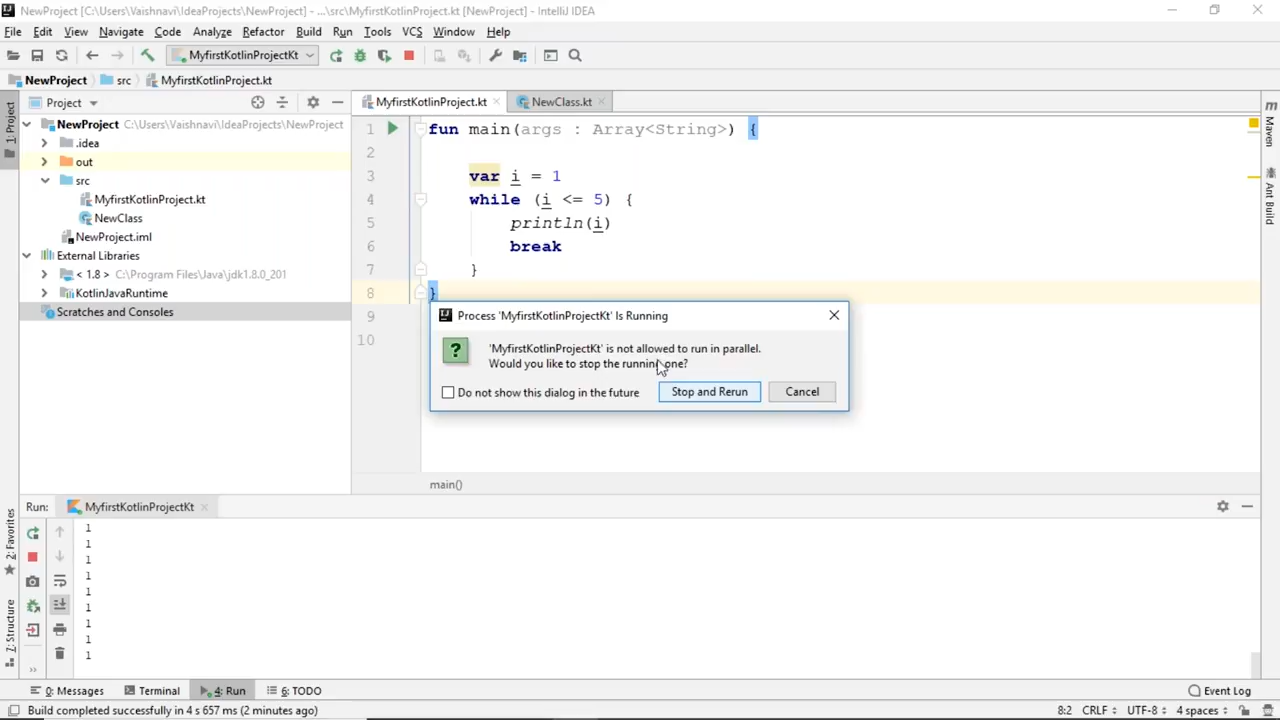 NewProject [C:\Users\Vaishnavi\IdeaProjects\NewProject] - ...\src\MyfirstKotlinProject.kt [NewProject] - IntelliJ IDEA
File Edit View Navigate Code Analyze Refactor Build Run Tools VCS Window Help
MyfirstKotlinProjectKt
NewProject src MyfirstKotlinProject.kt
1: Project
Project
MyfirstKotlinProject.kt
NewClass.kt
NewProject C:\Users\Vaishnavi\IdeaProjects\NewProject
.idea
out
src
MyfirstKotlinProject.kt
NewClass
NewProject.iml
External Libraries
< 1.8 > C:\Program Files\Java\jdk1.8.0_201
KotlinJavaRuntime
Scratches and Consoles
1 fun main(args : Array<String>) {
2
3 var i = 1
4 while (i <= 5) {
5 println(i)
6 break
7 }
8 }
9
10
main()
Maven
Ant Build
Process 'MyfirstKotlinProjectKt' Is Running
'MyfirstKotlinProjectKt' is not allowed to run in parallel.
Would you like to stop the running one?
Do not show this dialog in the future
Stop and Rerun
Cancel
Run: MyfirstKotlinProjectKt
1
1
1
1
1
1
1
1
1
2: Favorites
7: Structure
0: Messages Terminal 4: Run 6: TODO Event Log
Build completed successfully in 4 s 657 ms (2 minutes ago) 8:2 CRLF UTF-8 4 spaces